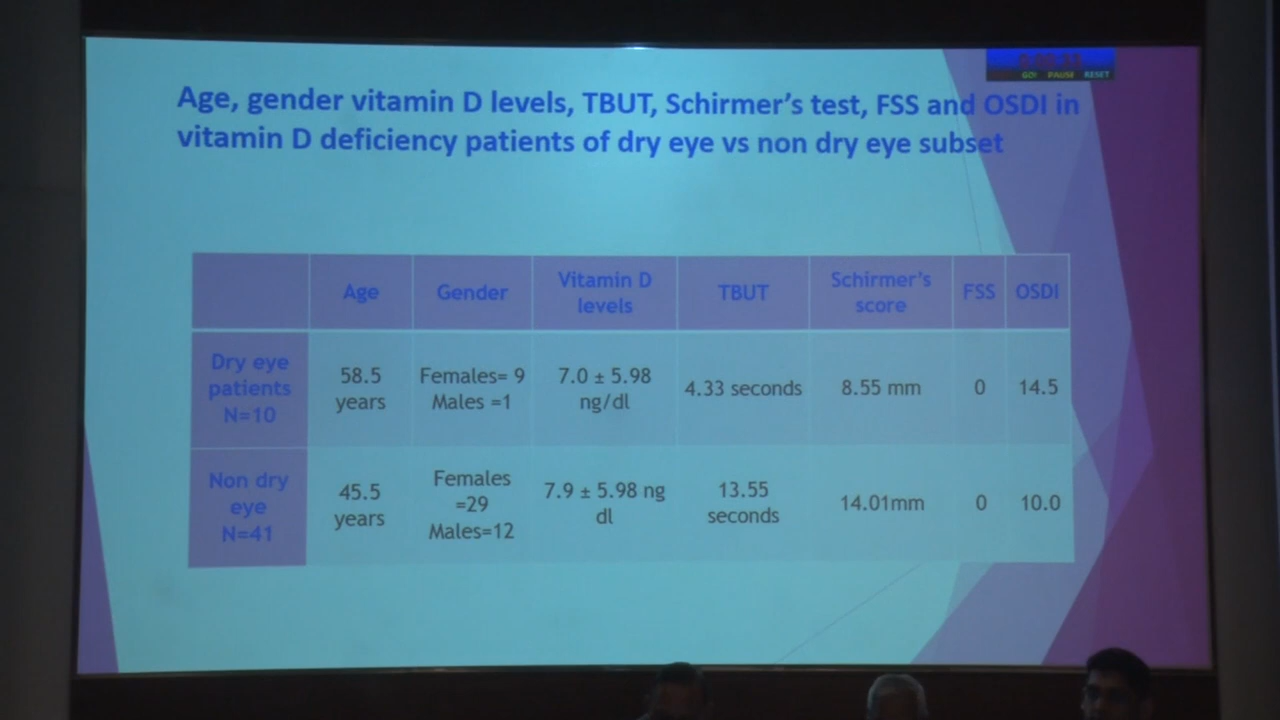 GO! PAUSE RESET
Age, gender vitamin D levels, TBUT, Schirmer's test, FSS and OSDI in
vitamin D deficiency patients of dry eye vs non dry eye subset
Age
Gender
Vitamin D
levels
TBUT
Schirmer's
score
FSS
OSDI
Dry eye
patients
N=10
58.5
years
Females= 9
Males =1
7.0 ± 5.98
ng/dl
4.33 seconds
8.55 mm
0
14.5
Non dry
eye
N=41
45.5
years
Females
=29
Males=12
7.9 ± 5.98 ng
dl
13.55
seconds
14.01mm
0
10.0